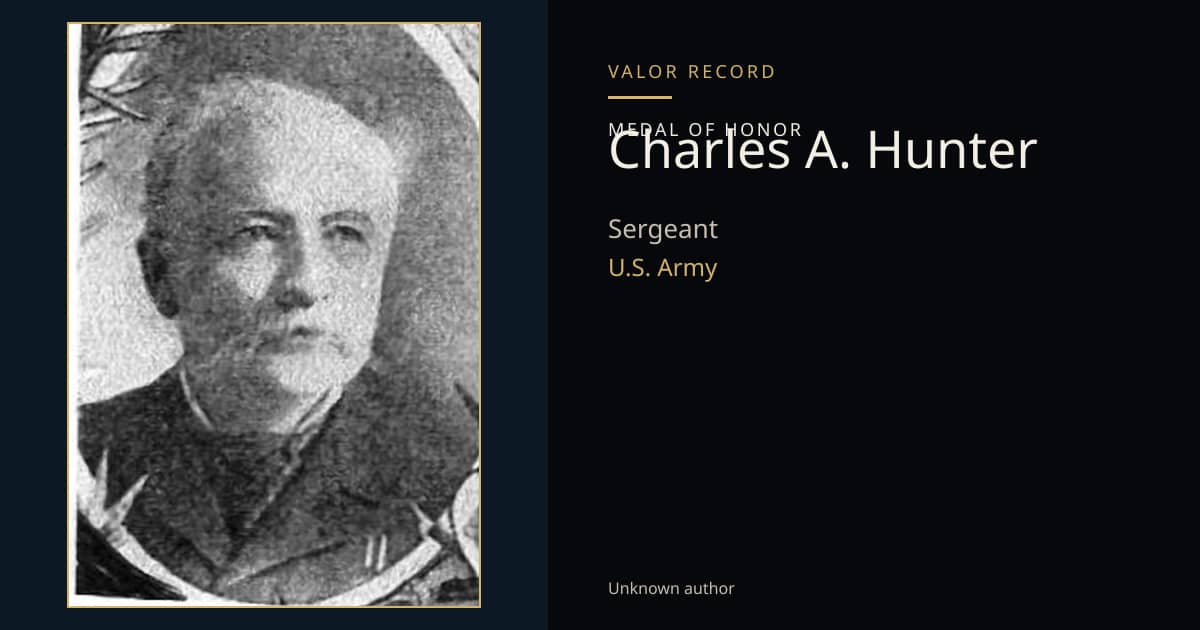 VALOR RECORD
MEDAL OF HONOR
Charles A. Hunter
Sergeant
U.S. Army
Unknown author